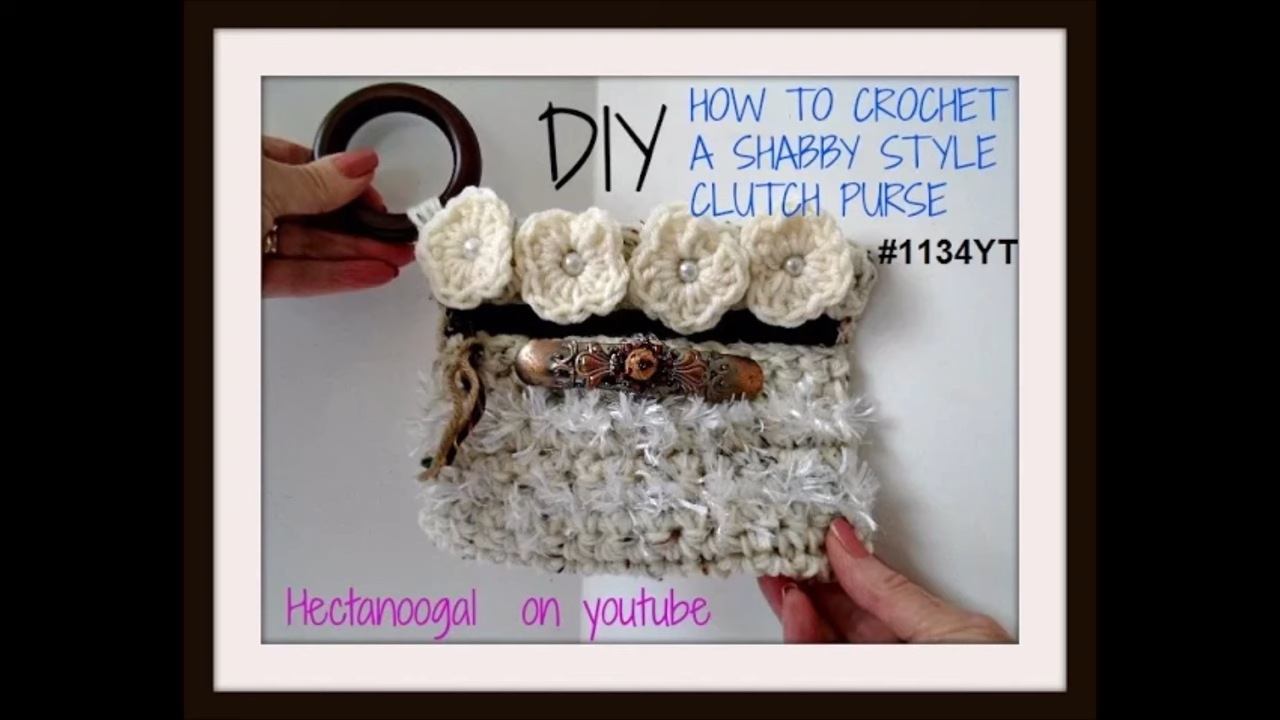 DIY
HOW TO CROCHET
A SHABBY STYLE
CLUTCH PURSE
#1134YT
Hectanoogal on youtube